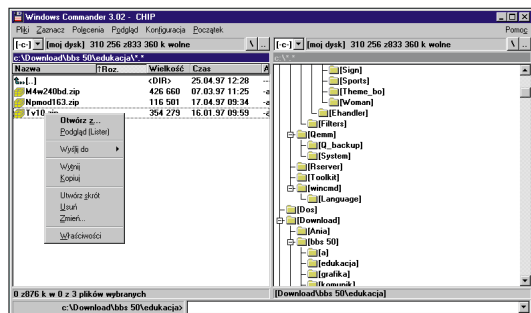 Windows Commander 3.02 - CHIP
Pliki Zaznacz Polecenia Podgląd Konfiguracja Początek Pomoc
[-c-] [moj dysk] 310 256 z833 360 k wolne \ .. [-c-] [moj dysk] 310 256 z833 360 k wolne \ ..
c:\Download\bbs 50\edukacja\*.* c:\*.*
Nazwa ↑Roz. Wielkość Czas A
[..] <DIR> 25.04.97 12:28 --
M4w240bd.zip 426 660 07.03.97 11:25 -a
Npmod163.zip 116 501 17.04.97 09:34 -a
Tv10.zip 354 279 16.01.97 09:59 -a
Otwórz z...
Podgląd (Lister)
Wyślij do
Wytnij
Kopiuj
Utwórz skrót
Usuń
Zmień...
Właściwości
[Sign]
[Sports]
[Theme_bo]
[Woman]
[Ehandler]
[Filters]
[Qemm]
[Q_backup]
[System]
[Rserver]
[Toolkit]
[wincmd]
[Language]
[Dos]
[Download]
[Ania]
[bbs 50]
[a]
[edukacja]
[grafika]
[komunik]
0 z876 k w 0 z 3 plików wybranych [Download\bbs 50\edukacja]
c:\Download\bbs 50\edukacja>